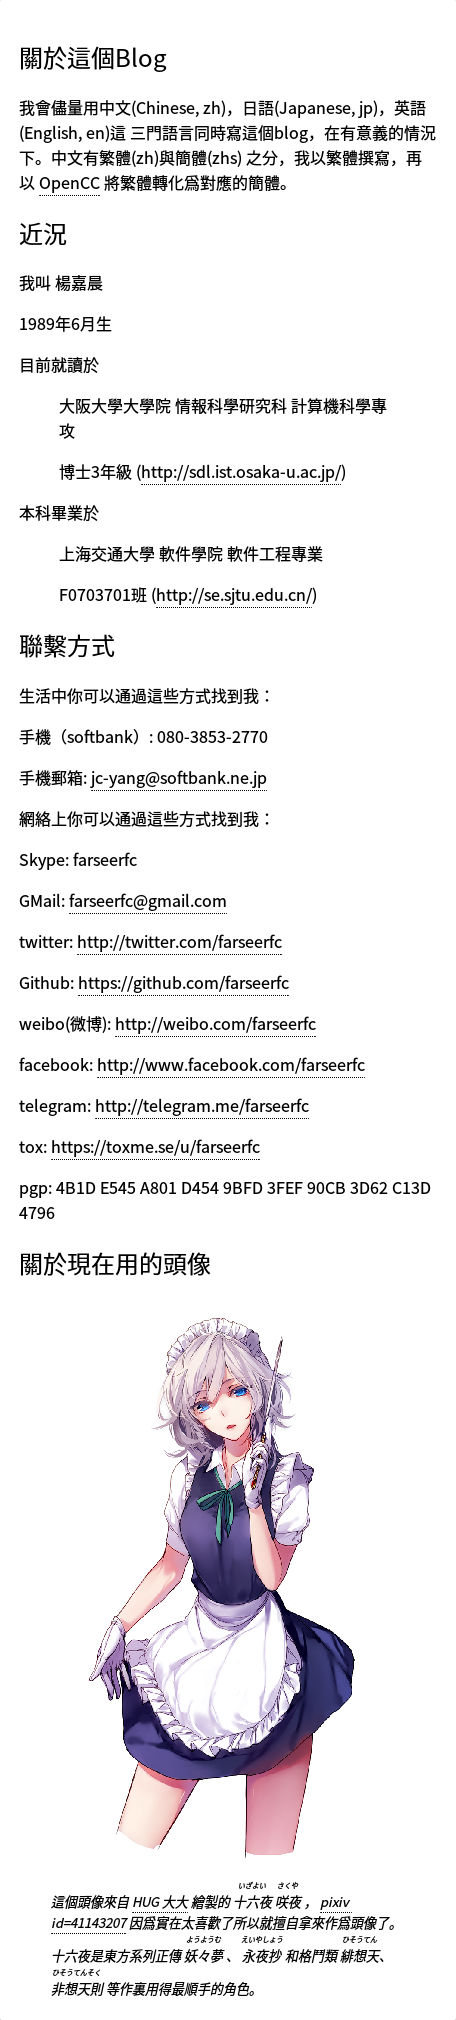 關於這個Blog
我會儘量用中文(Chinese, zh)，日語(Japanese, jp)，英語
(English, en)這 三門語言同時寫這個blog，在有意義的情況
下。中文有繁體(zh)與簡體(zhs) 之分，我以繁體撰寫，再
以 OpenCC 將繁體轉化爲對應的簡體。
近況
我叫 楊嘉晨
1989年6月生
目前就讀於
大阪大學大學院 情報科學研究科 計算機科學專
攻
博士3年級 (http://sdl.ist.osaka-u.ac.jp/)
本科畢業於
上海交通大學 軟件學院 軟件工程專業
F0703701班 (http://se.sjtu.edu.cn/)
聯繫方式
生活中你可以通過這些方式找到我：
手機（softbank）: 080-3853-2770
手機郵箱: jc-yang@softbank.ne.jp
網絡上你可以通過這些方式找到我：
Skype: farseerfc
GMail: farseerfc@gmail.com
twitter: http://twitter.com/farseerfc
Github: https://github.com/farseerfc
weibo(微博): http://weibo.com/farseerfc
facebook: http://www.facebook.com/farseerfc
telegram: http://telegram.me/farseerfc
tox: https://toxme.se/u/farseerfc
pgp: 4B1D E545 A801 D454 9BFD 3FEF 90CB 3D62 C13D
4796
關於現在用的頭像
いざよい さくや
這個頭像來自 HUG 大大 繪製的 十六夜 咲夜 ， pixiv
id=41143207 因爲實在太喜歡了所以就擅自拿來作爲頭像了。
ようようむ えいやしょう ひそうてん
十六夜是東方系列正傳 妖々夢 、 永夜抄 和格鬥類 緋想天、
ひそうてんそく
非想天則 等作裏用得最順手的角色。